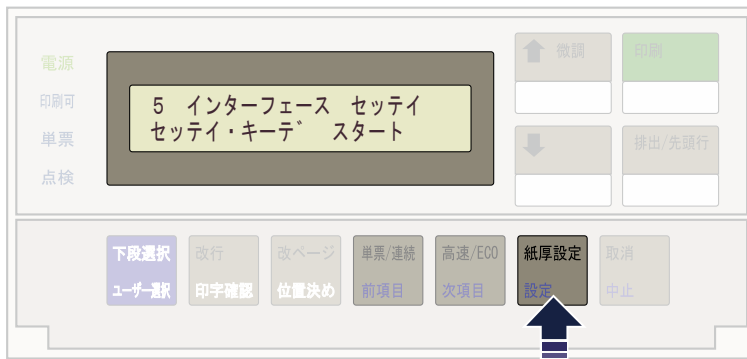 電源
印刷可
単票
点検
5 インターフェース セッテイ
セッテイ・キーデ゛ スタート
微調
印刷
排出/先頭行
下段選択
ユーザー選択
改行
印字確認
改ページ
位置決め
単票/連続
前項目
高速/ECO
次項目
紙厚設定
設定
取消
中止